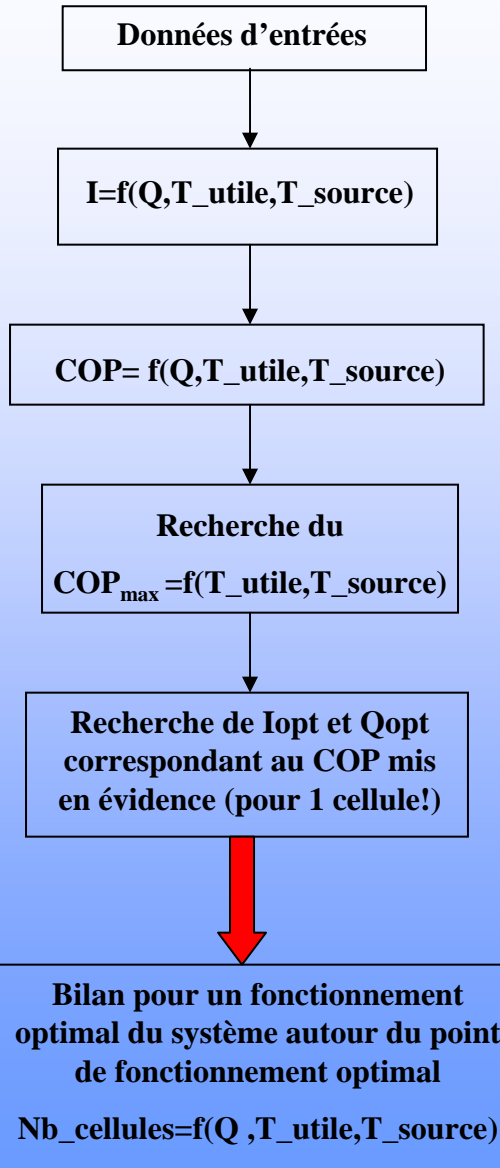 Données d’entrées
I=f(Q,T_utile,T_source)
COP= f(Q,T_utile,T_source)
Recherche du
COPmax =f(T_utile,T_source)
Recherche de Iopt et Qopt
correspondant au COP mis
en évidence (pour 1 cellule!)
Bilan pour un fonctionnement
optimal du système autour du point
de fonctionnement optimal
Nb_cellules=f(Q ,T_utile,T_source)